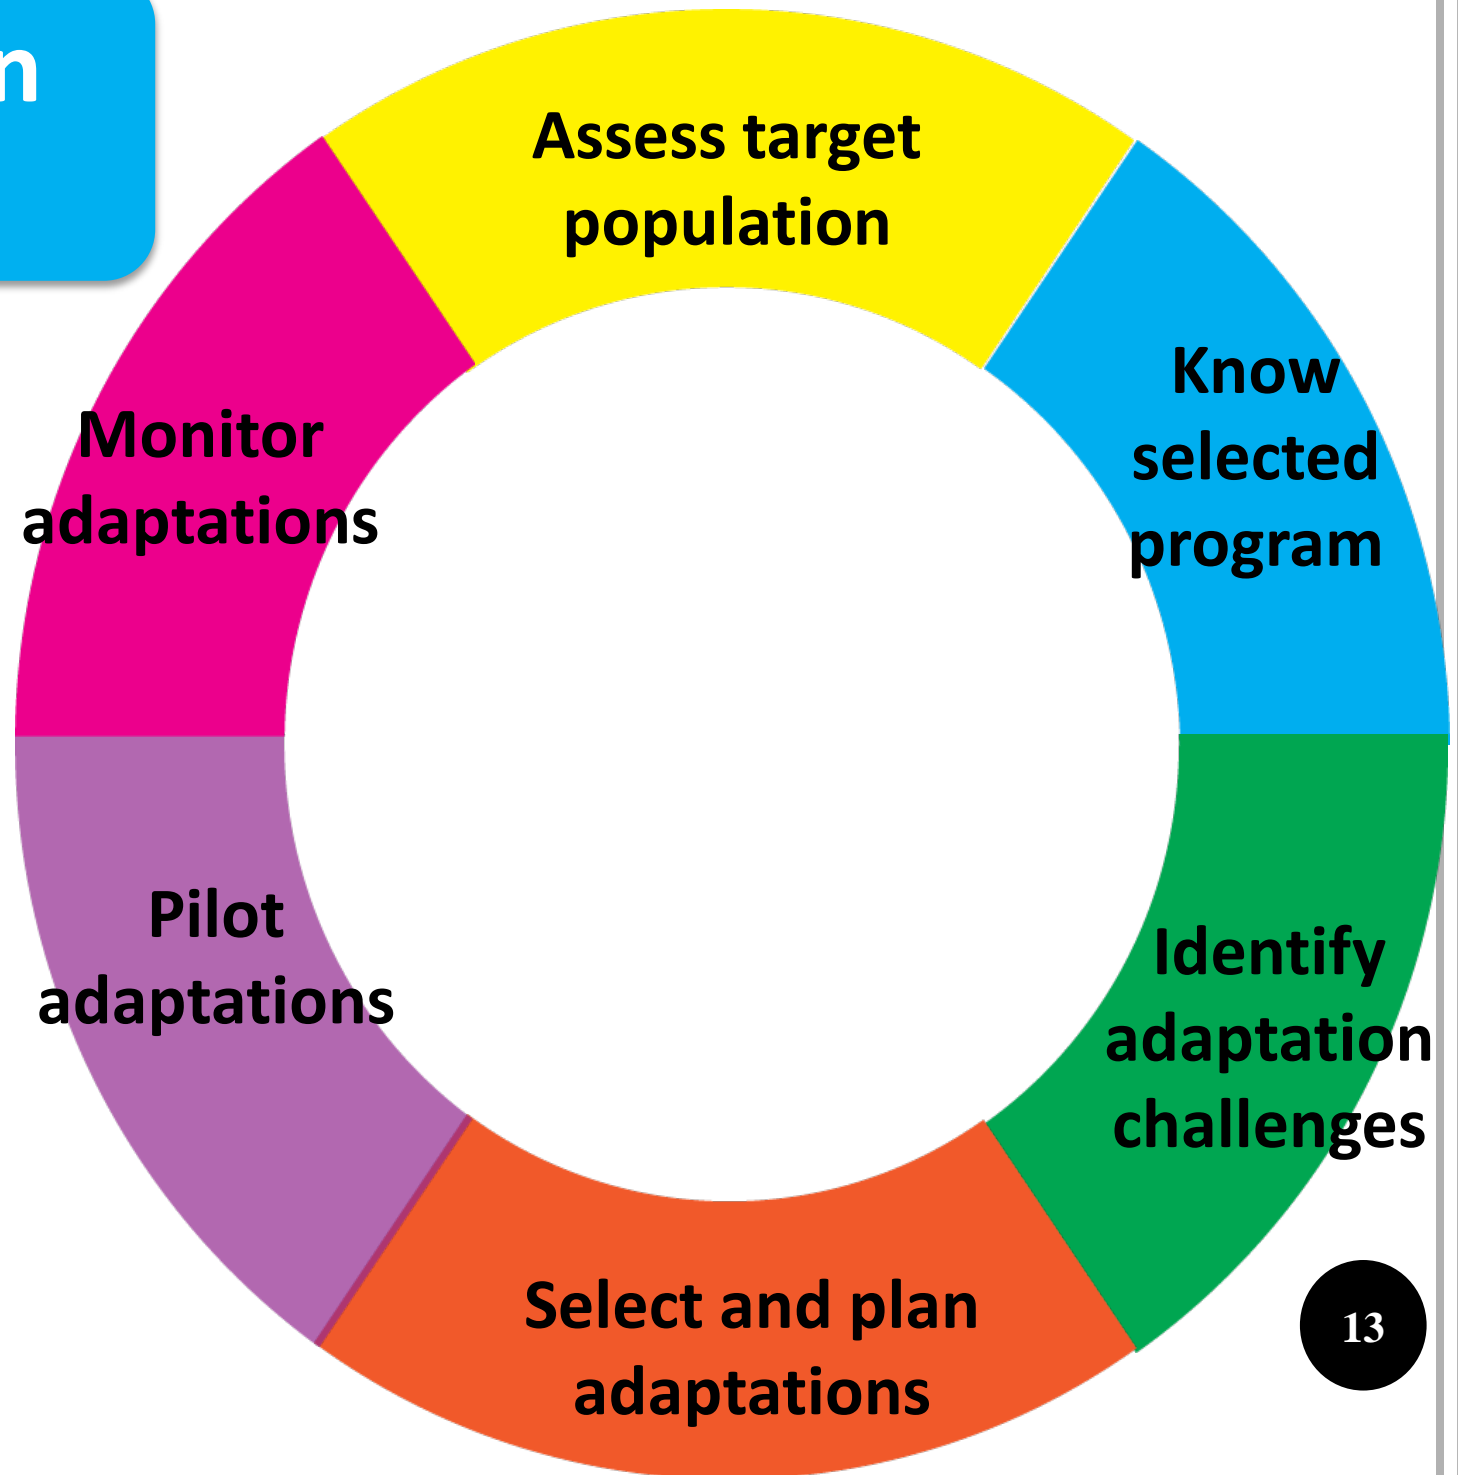 n
Assess target
population
Know
selected
program
Identify
adaptation
challenges
Select and plan
adaptations
Pilot
adaptations
Monitor
adaptations
13